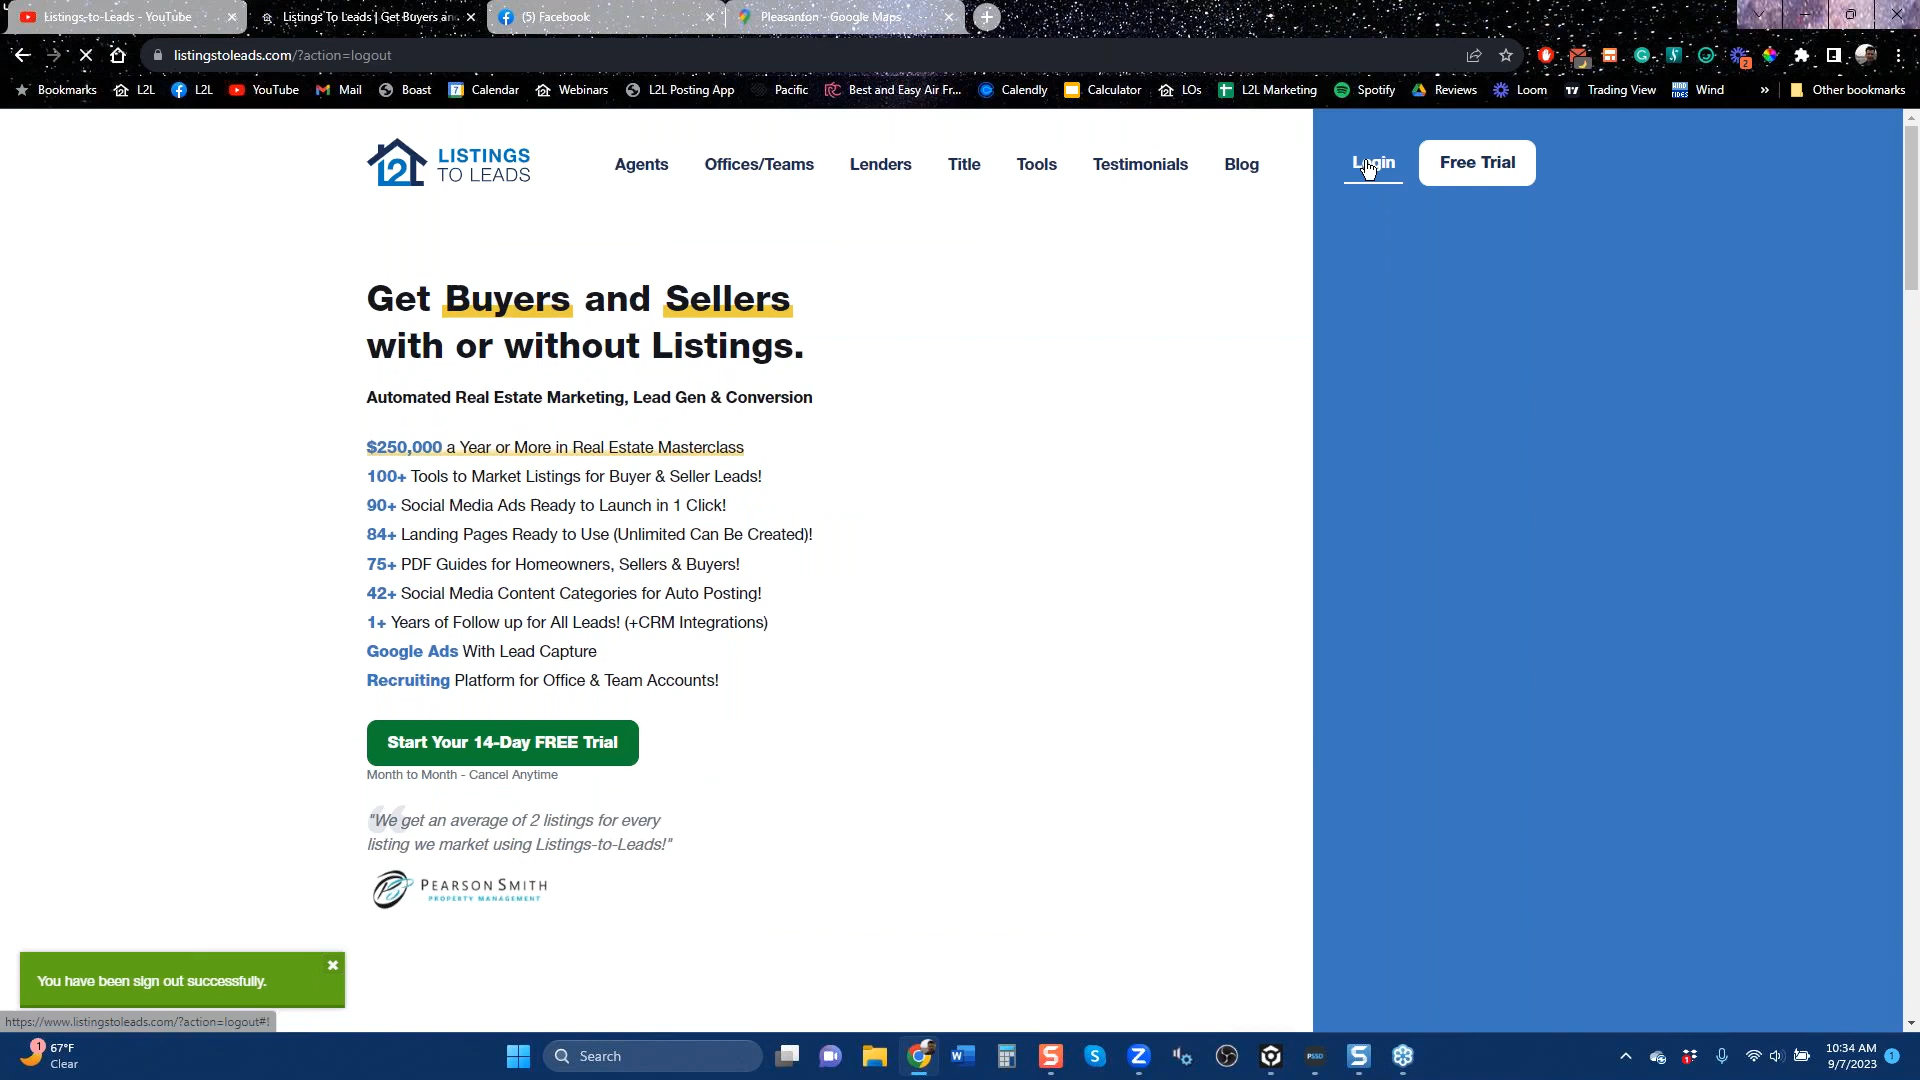 Listings-to-Leads - YouTube
Listings To Leads | Get Buyers an
(5) Facebook
Pleasanton - Google Maps
listingstoleads.com/?action=logout
2
Bookmarks
L2L
L2L
YouTube
Mail
Boast
7
Calendar
Webinars
L2L Posting App
Pacific
Best and Easy Air Fr...
Calendly
Calculator
LOs
L2L Marketing
Spotify
Reviews
Loom
Trading View
Wind
»
Other bookmarks
L2L LISTINGS
TO LEADS
Agents
Offices/Teams
Lenders
Title
Tools
Testimonials
Blog
Login
Free Trial
Get Buyers and Sellers
with or without Listings.
Automated Real Estate Marketing, Lead Gen & Conversion
$250,000 a Year or More in Real Estate Masterclass
100+ Tools to Market Listings for Buyer & Seller Leads!
90+ Social Media Ads Ready to Launch in 1 Click!
84+ Landing Pages Ready to Use (Unlimited Can Be Created)!
75+ PDF Guides for Homeowners, Sellers & Buyers!
42+ Social Media Content Categories for Auto Posting!
1+ Years of Follow up for All Leads! (+CRM Integrations)
Google Ads With Lead Capture
Recruiting Platform for Office & Team Accounts!
Start Your 14-Day FREE Trial
Month to Month - Cancel Anytime
"We get an average of 2 listings for every
listing we market using Listings-to-Leads!"
PEARSON SMITH
PROPERTY MANAGEMENT
You have been sign out successfully.
https://www.listingstoleads.com/?action=logout#
1
67°F
Clear
Search
10:34 AM
9/7/2023
1